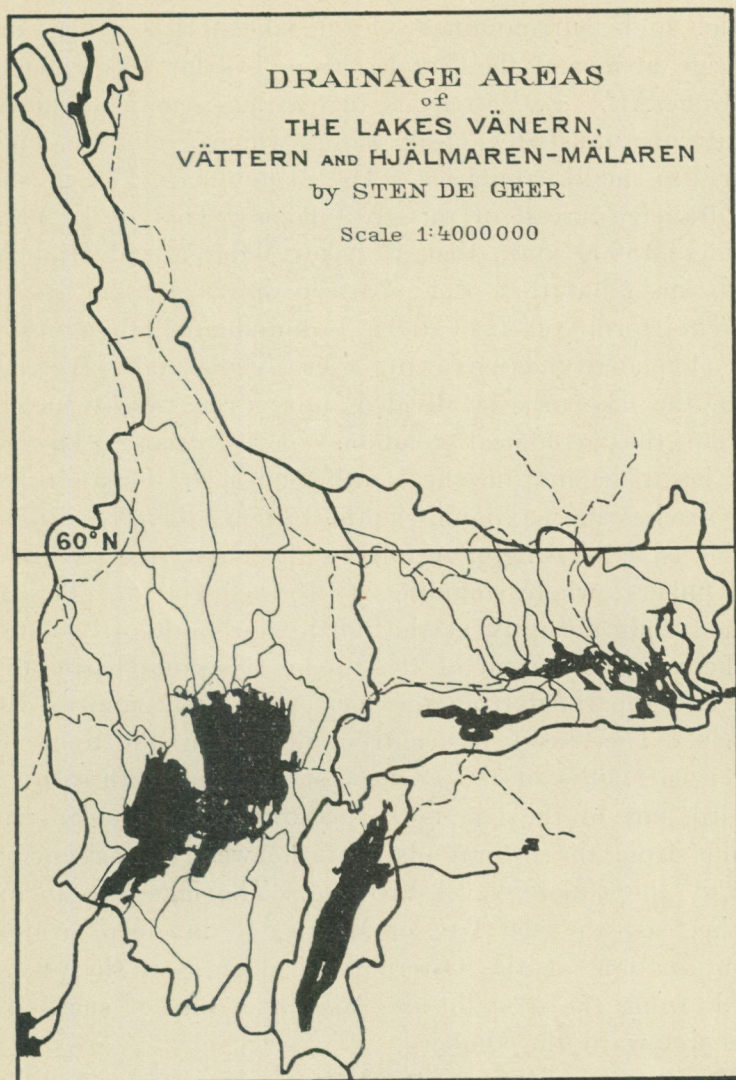 DRAINAGE AREAS
of
THE LAKES VÄNERN,
VÄTTERN AND HJÄLMAREN-MÄLAREN
by STEN DE GEER
Scale 1:4000000
60°N